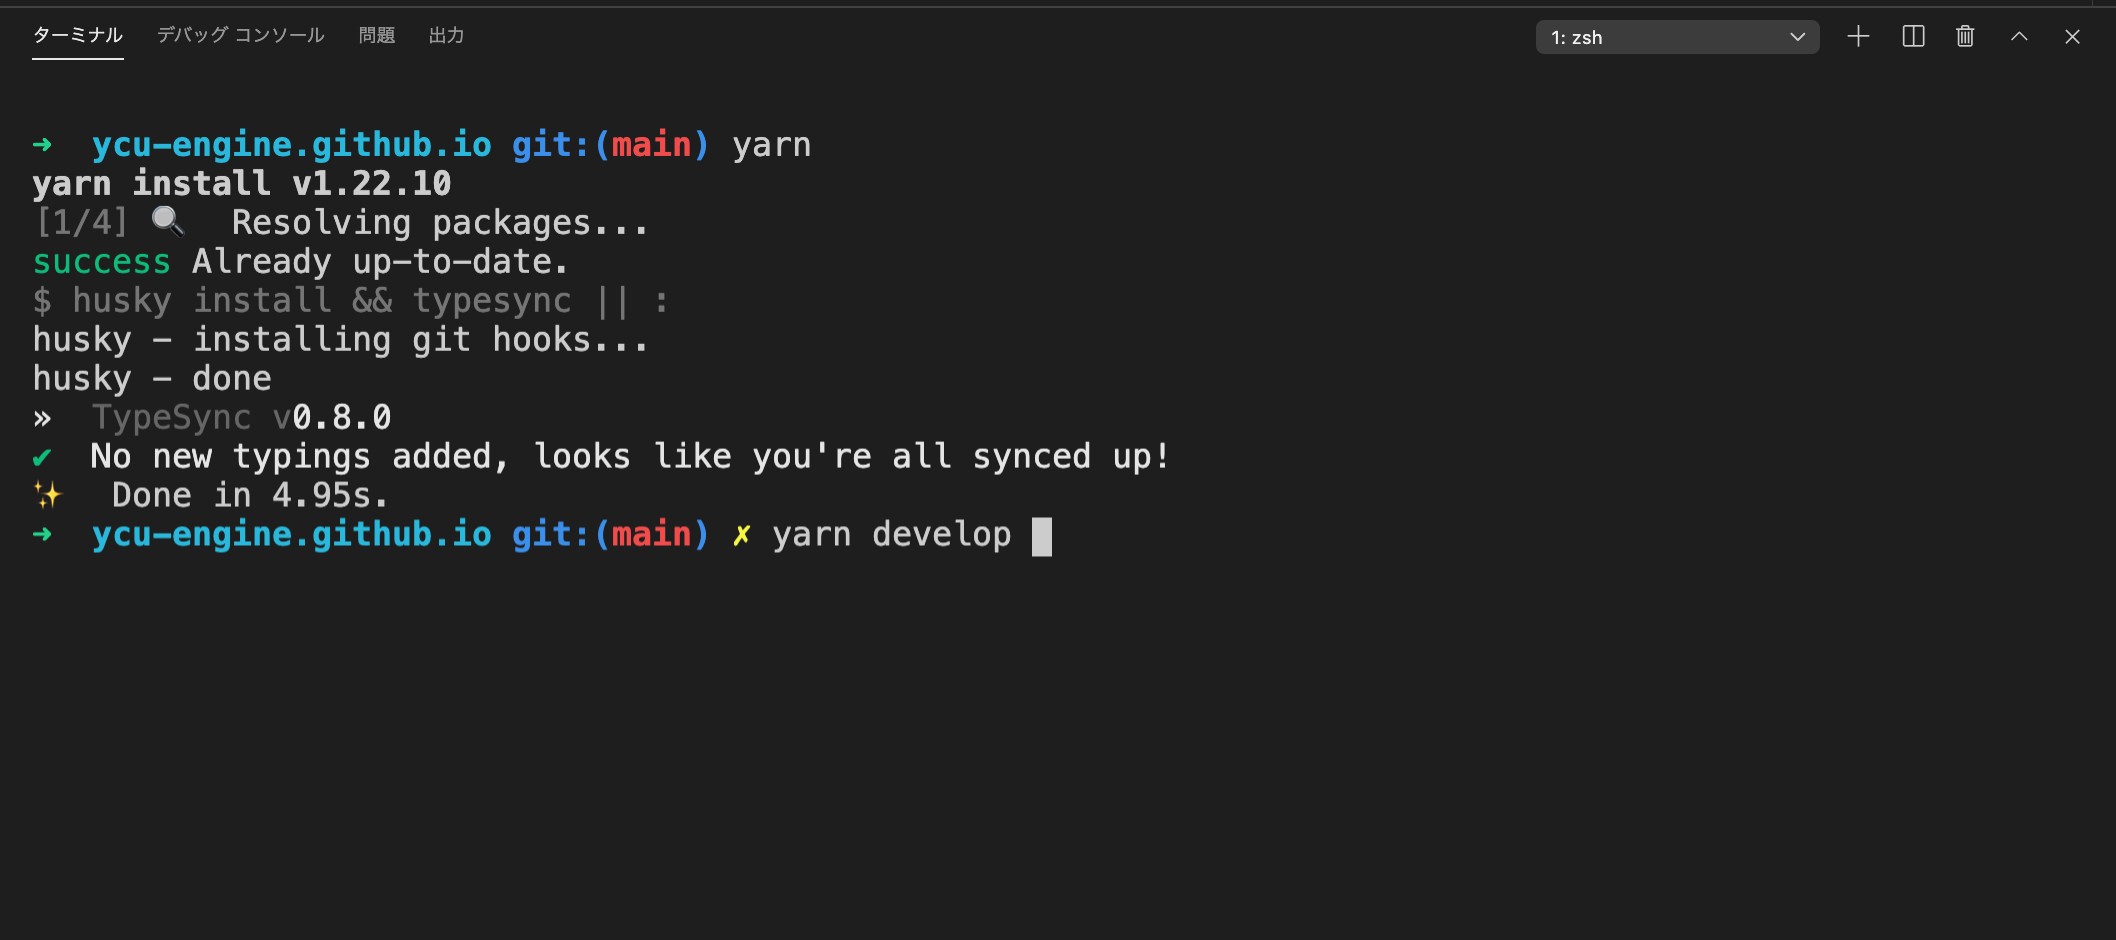 ターミナル デバッグ コンソール 問題 出力 1: zsh
➜ ycu-engine.github.io git:(main) yarn
yarn install v1.22.10
[1/4] 🔍 Resolving packages...
success Already up-to-date.
$ husky install && typesync || :
husky - installing git hooks...
husky - done
» TypeSync v0.8.0
✔ No new typings added, looks like you're all synced up!
✨ Done in 4.95s.
➜ ycu-engine.github.io git:(main) ✗ yarn develop